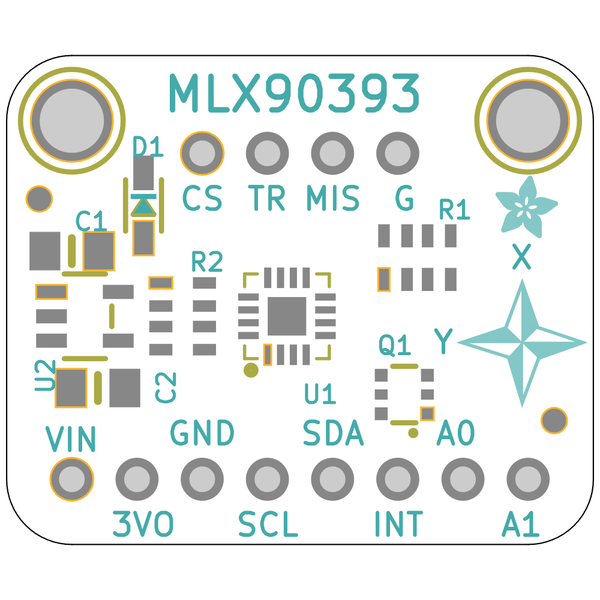 MLX90393
D1
CS TR MIS G
C1
R1
R2
X
Y
Q1
U2
C2
U1
VIN GND SDA A0
3VO SCL INT A1